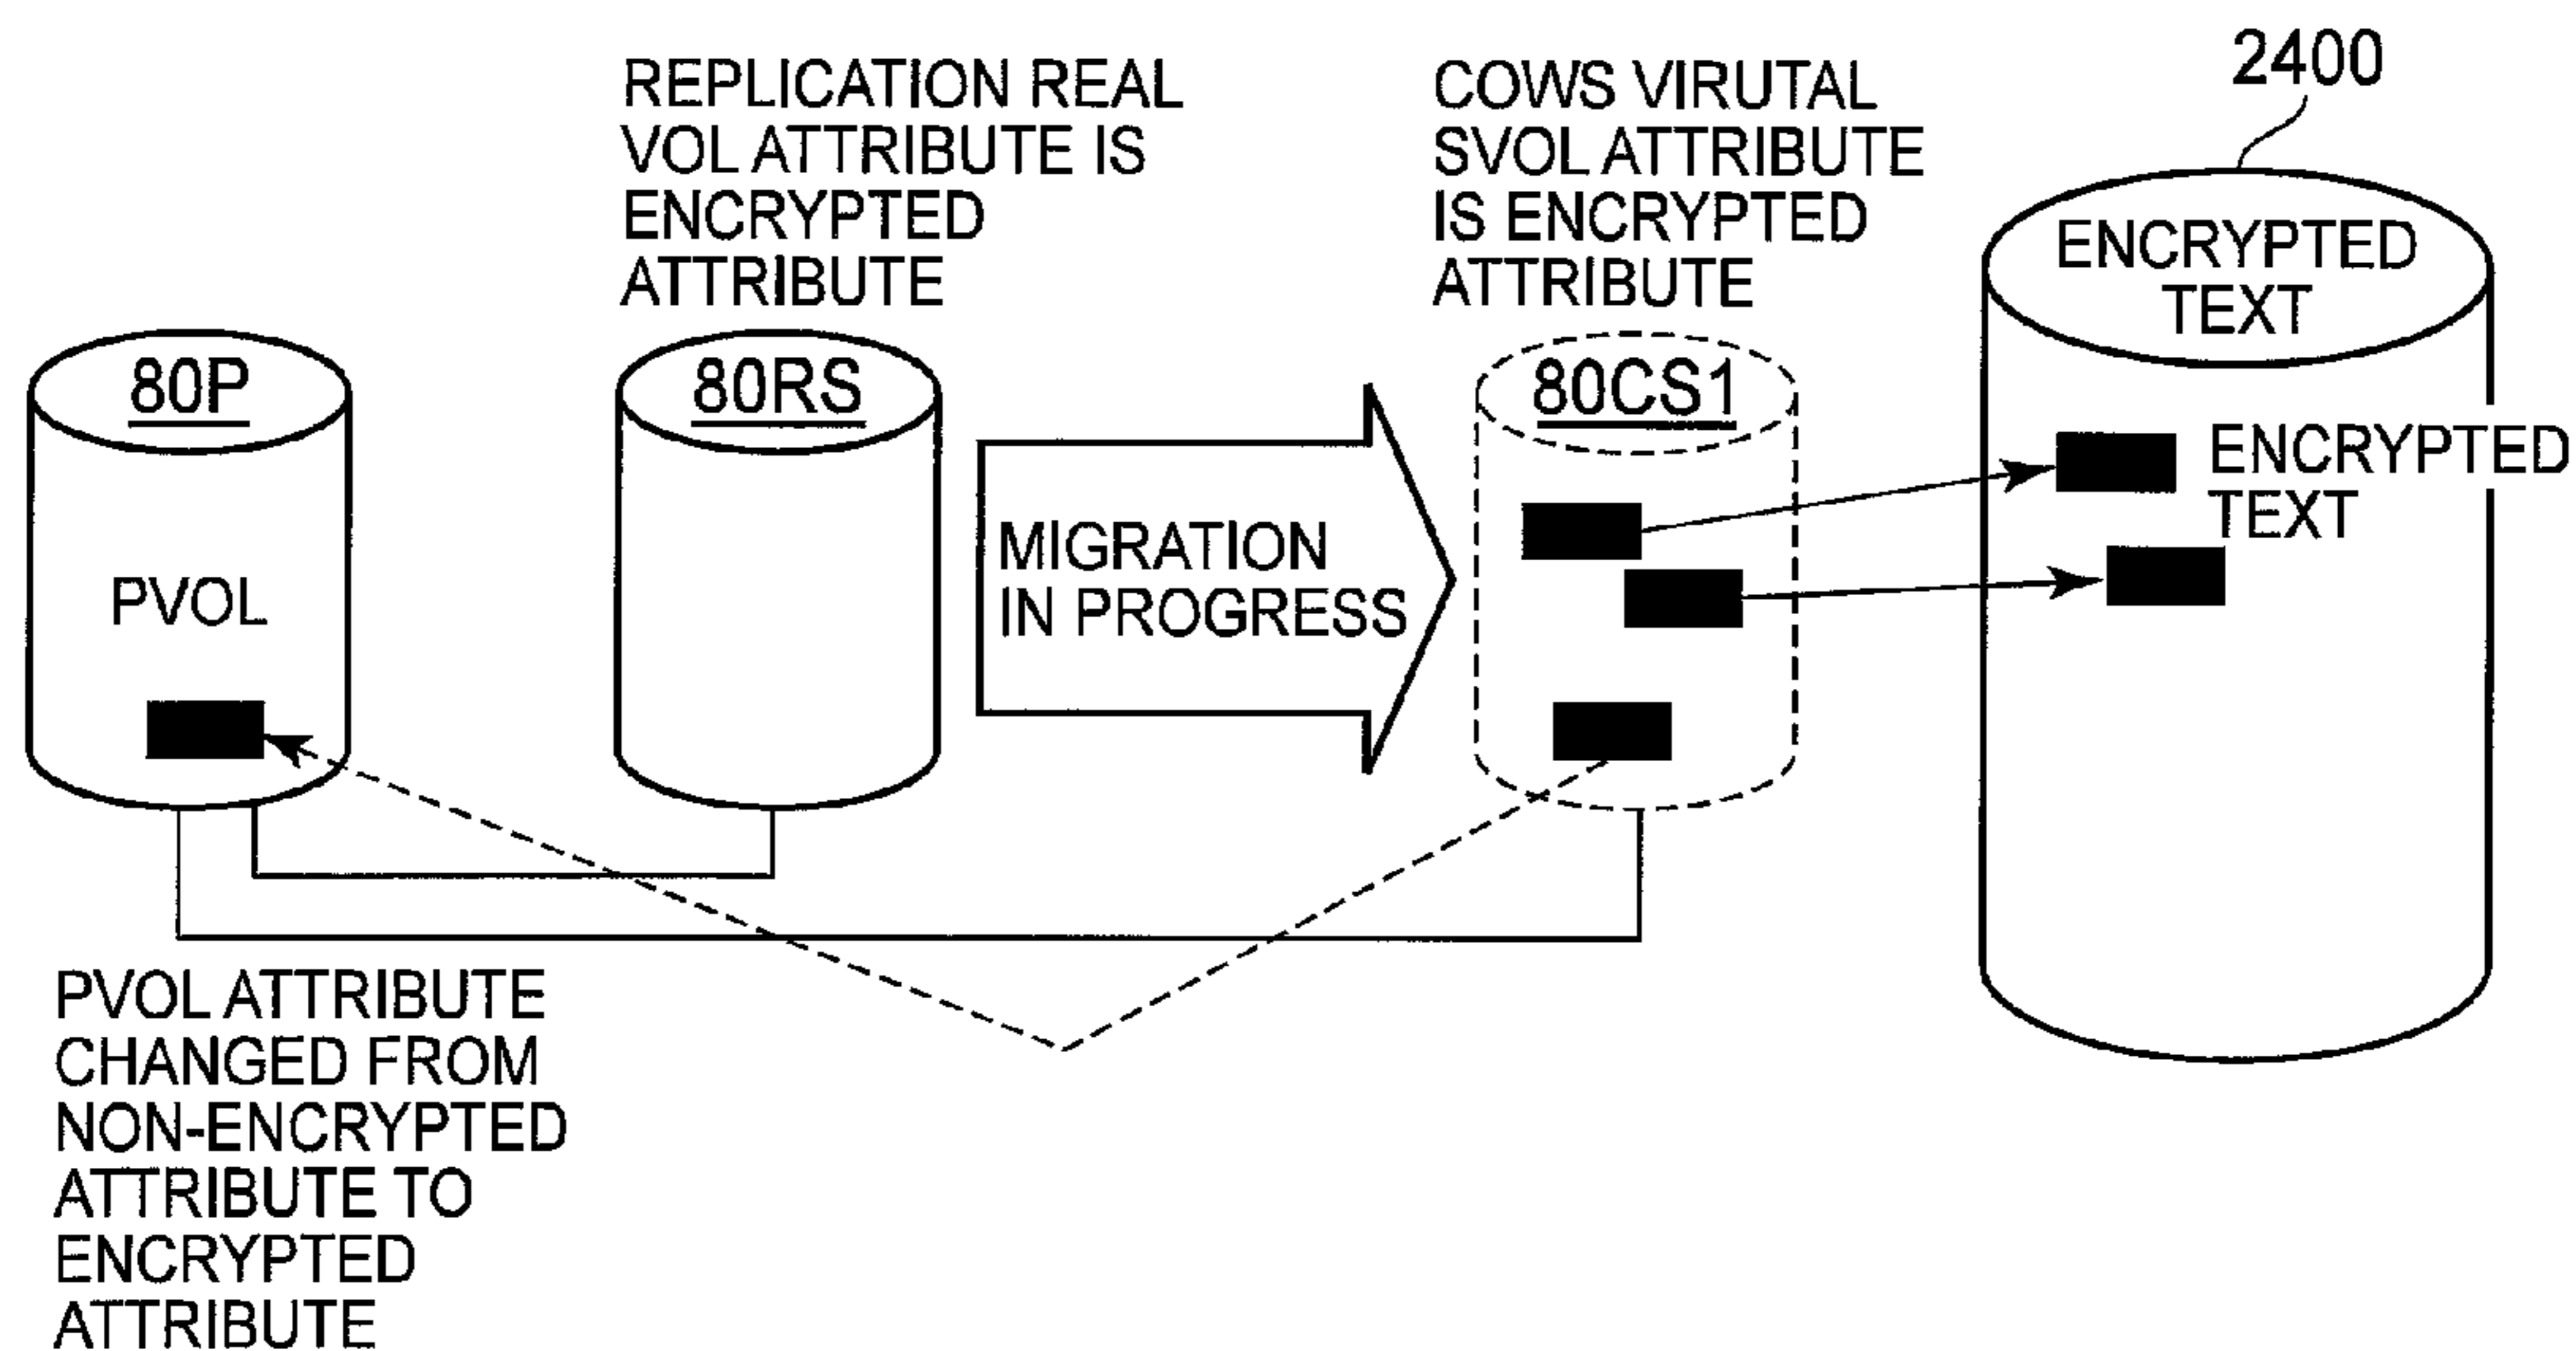 2400
REPLICATION REAL
VOL ATTRIBUTE IS
ENCRYPTED
ATTRIBUTE
COWS VIRUTAL
SVOL ATTRIBUTE
IS ENCRYPTED
ATTRIBUTE
ENCRYPTED
TEXT
80P
80RS
80CS1
ENCRYPTED
TEXT
MIGRATION
IN PROGRESS
PVOL
PVOL ATTRIBUTE
CHANGED FROM
NON-ENCRYPTED
ATTRIBUTE TO
ENCRYPTED
ATTRIBUTE